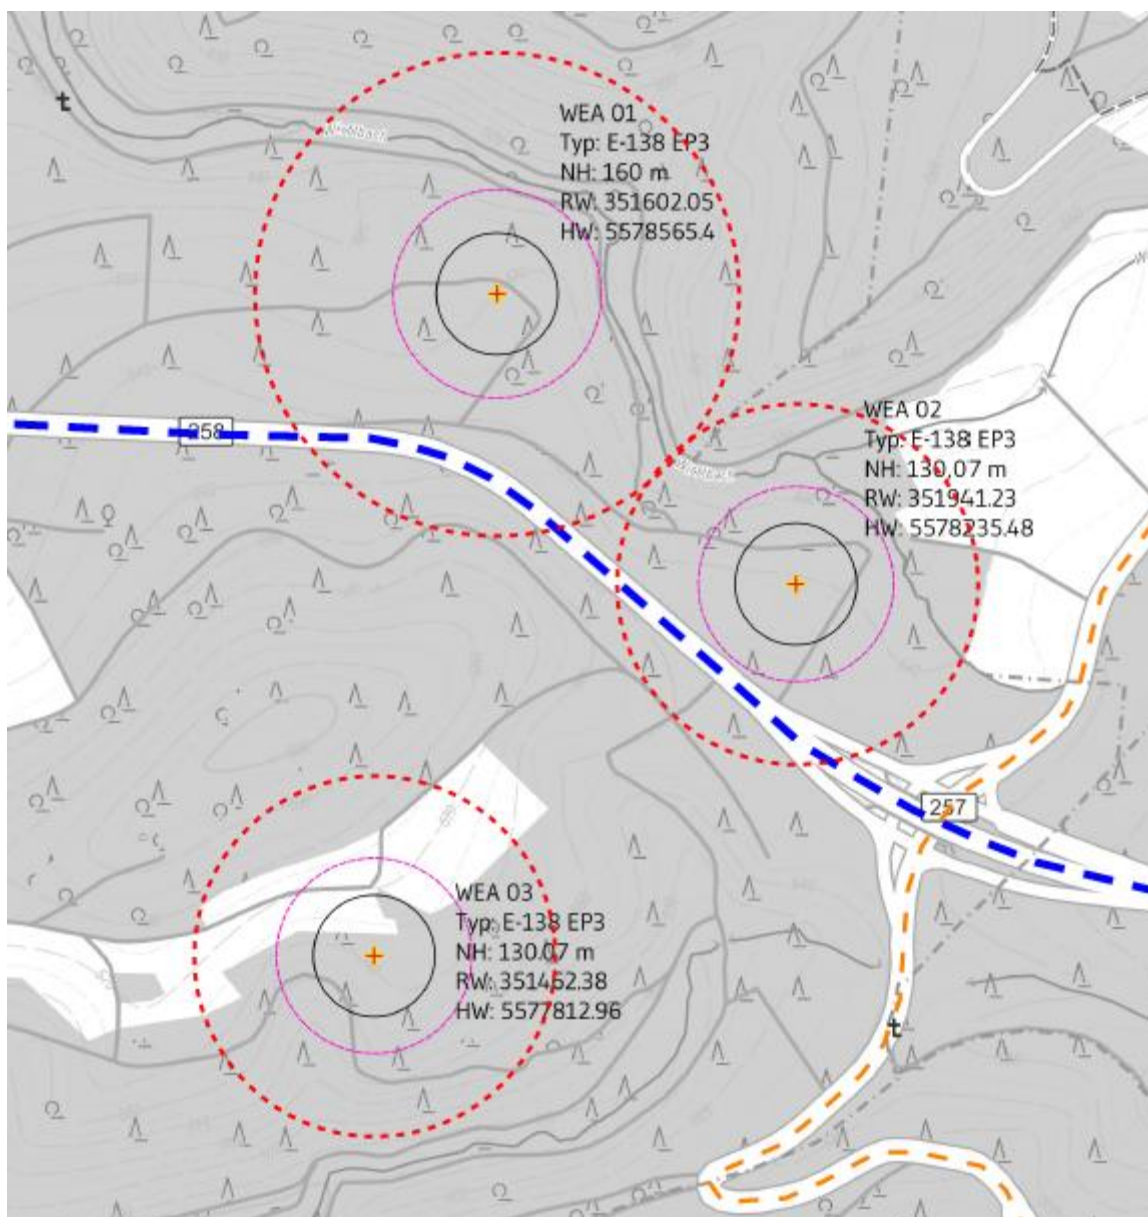 WEA 01
Typ: E-138 EP3
NH: 160 m
RW: 351602.05
HW: 5578565.4
258
WEA 02
Typ: E-138 EP3
NH: 130,07 m
RW: 351941.23
HW: 5578235.48
257
WEA 03
Typ: E-138 EP3
NH: 130.07 m
RW: 351452.38
HW: 5577812.96
t
t